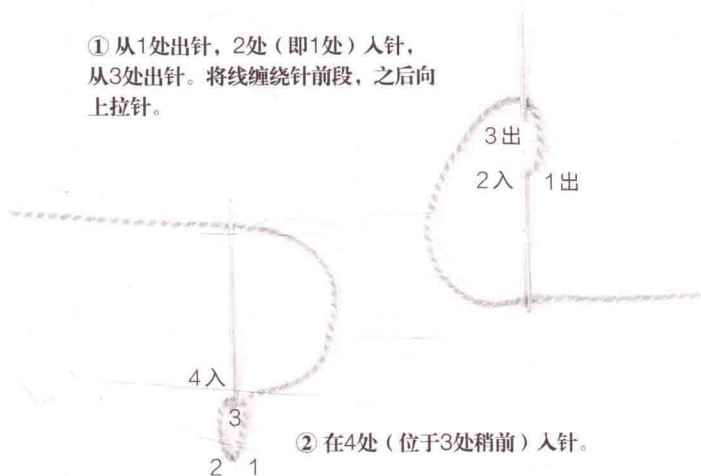 ① 从1处出针，2处（即1处）入针，
从3处出针。将线缠绕针前段，之后向
上拉针。
3出
2入 1出
4入
3
2 1
② 在4处（位于3处稍前）入针。